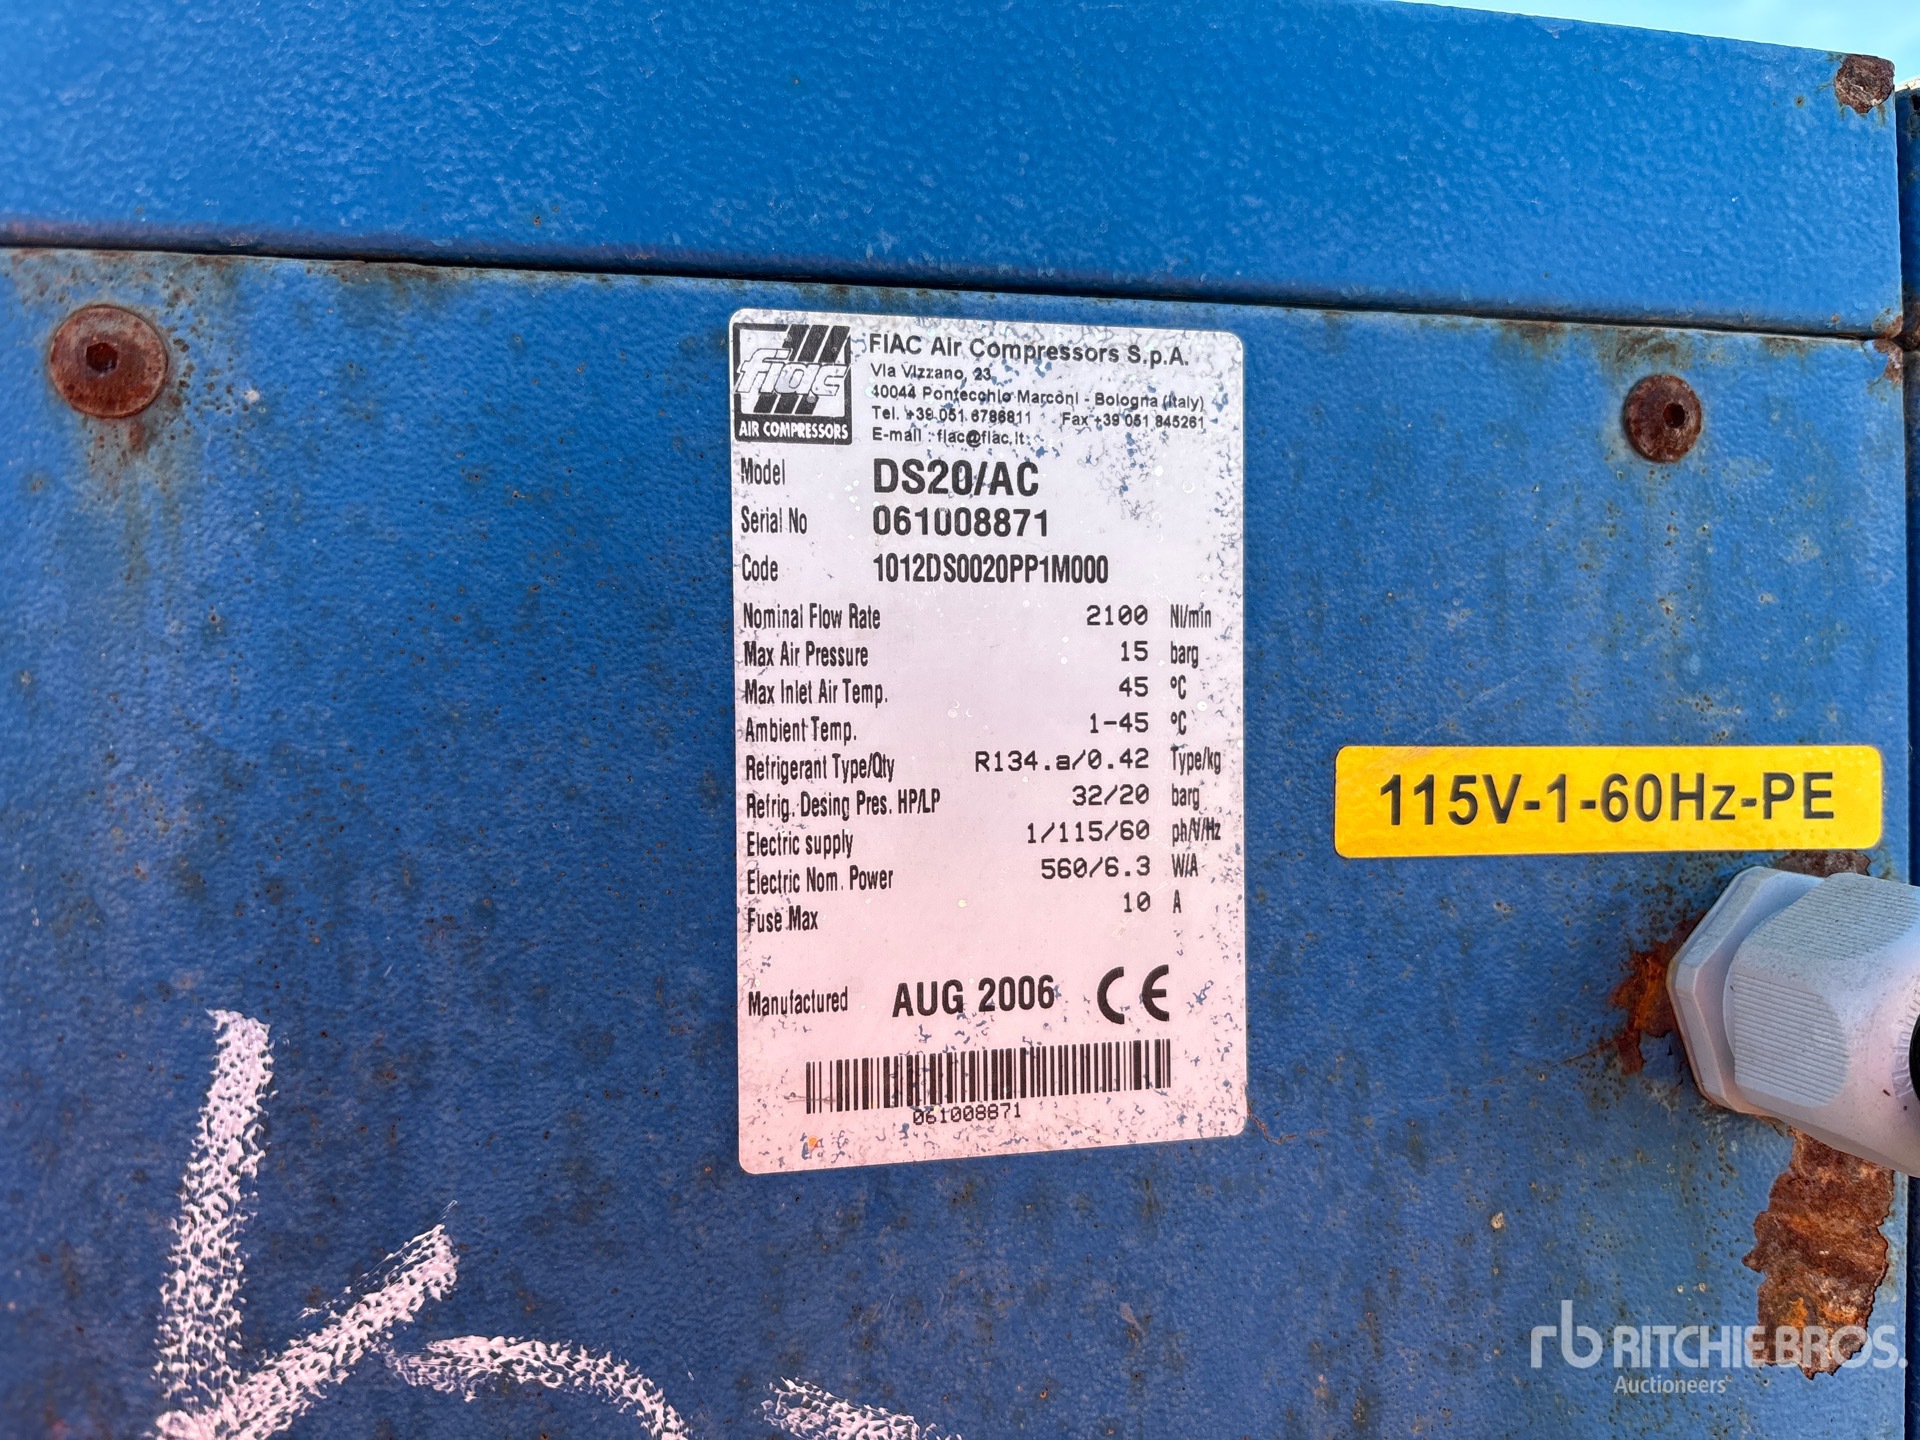 fiac
AIR COMPRESSORS
FIAC Air Compressors S.p.A.
Via Vizzano, 23
40044 Pontecchio Marconi - Bologna (Italy)
Tel. +39 051 6786811 Fax +39 051 845261
E-mail : fiac@fiac.it
Model DS20/AC
Serial No 061008871
Code 1012DS0020PP1M000
Nominal Flow Rate 2100 Nl/min
Max Air Pressure 15 barg
Max Inlet Air Temp. 45 °C
Ambient Temp. 1-45 °C
Refrigerant Type/Qty R134.a/0.42 Type/kg
Refrig. Desing Pres. HP/LP 32/20 barg
Electric supply 1/115/60 ph/V/Hz
Electric Nom. Power 560/6.3 W/A
Fuse Max 10 A
Manufactured AUG 2006 CE
061008871
115V-1-60Hz-PE
rb RITCHIE BROS.
Auctioneers